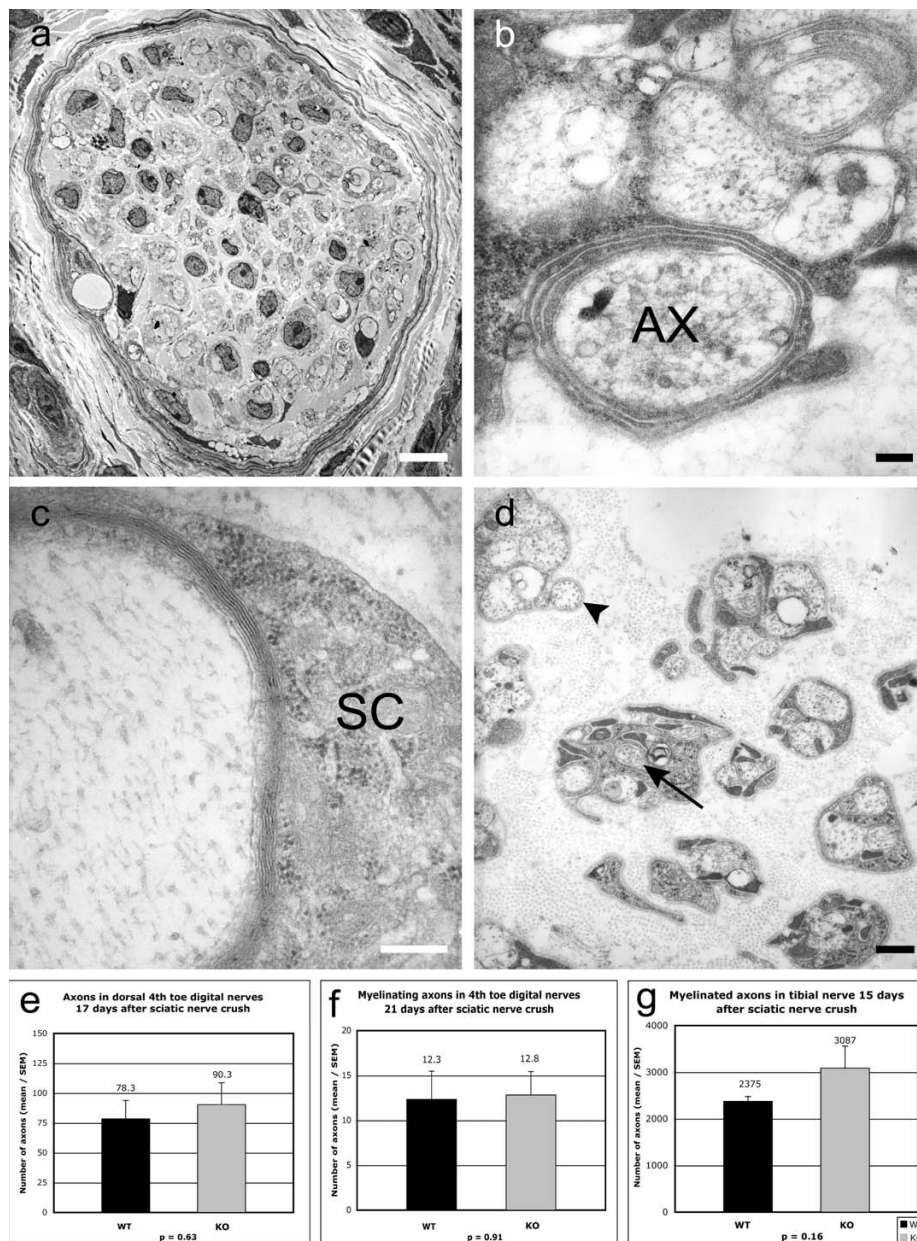 a
b
AX
c
SC
d
e
Axons in dorsal 4th toe digital nerves
17 days after sciatic nerve crush
Number of axons (mean / SEM)
150
125
100
75
50
25
0
78.3
90.3
WT
KO
p = 0.63
f
Myelinating axons in 4th toe digital nerves
21 days after sciatic nerve crush
Number of axons (mean / SEM)
20
15
10
5
0
12.3
12.8
WT
KO
p = 0.91
g
Myelinated axons in tibial nerve 15 days
after sciatic nerve crush
Number of axons (mean / SEM)
4000
3000
2000
1000
0
2375
3087
WT
KO
p = 0.16